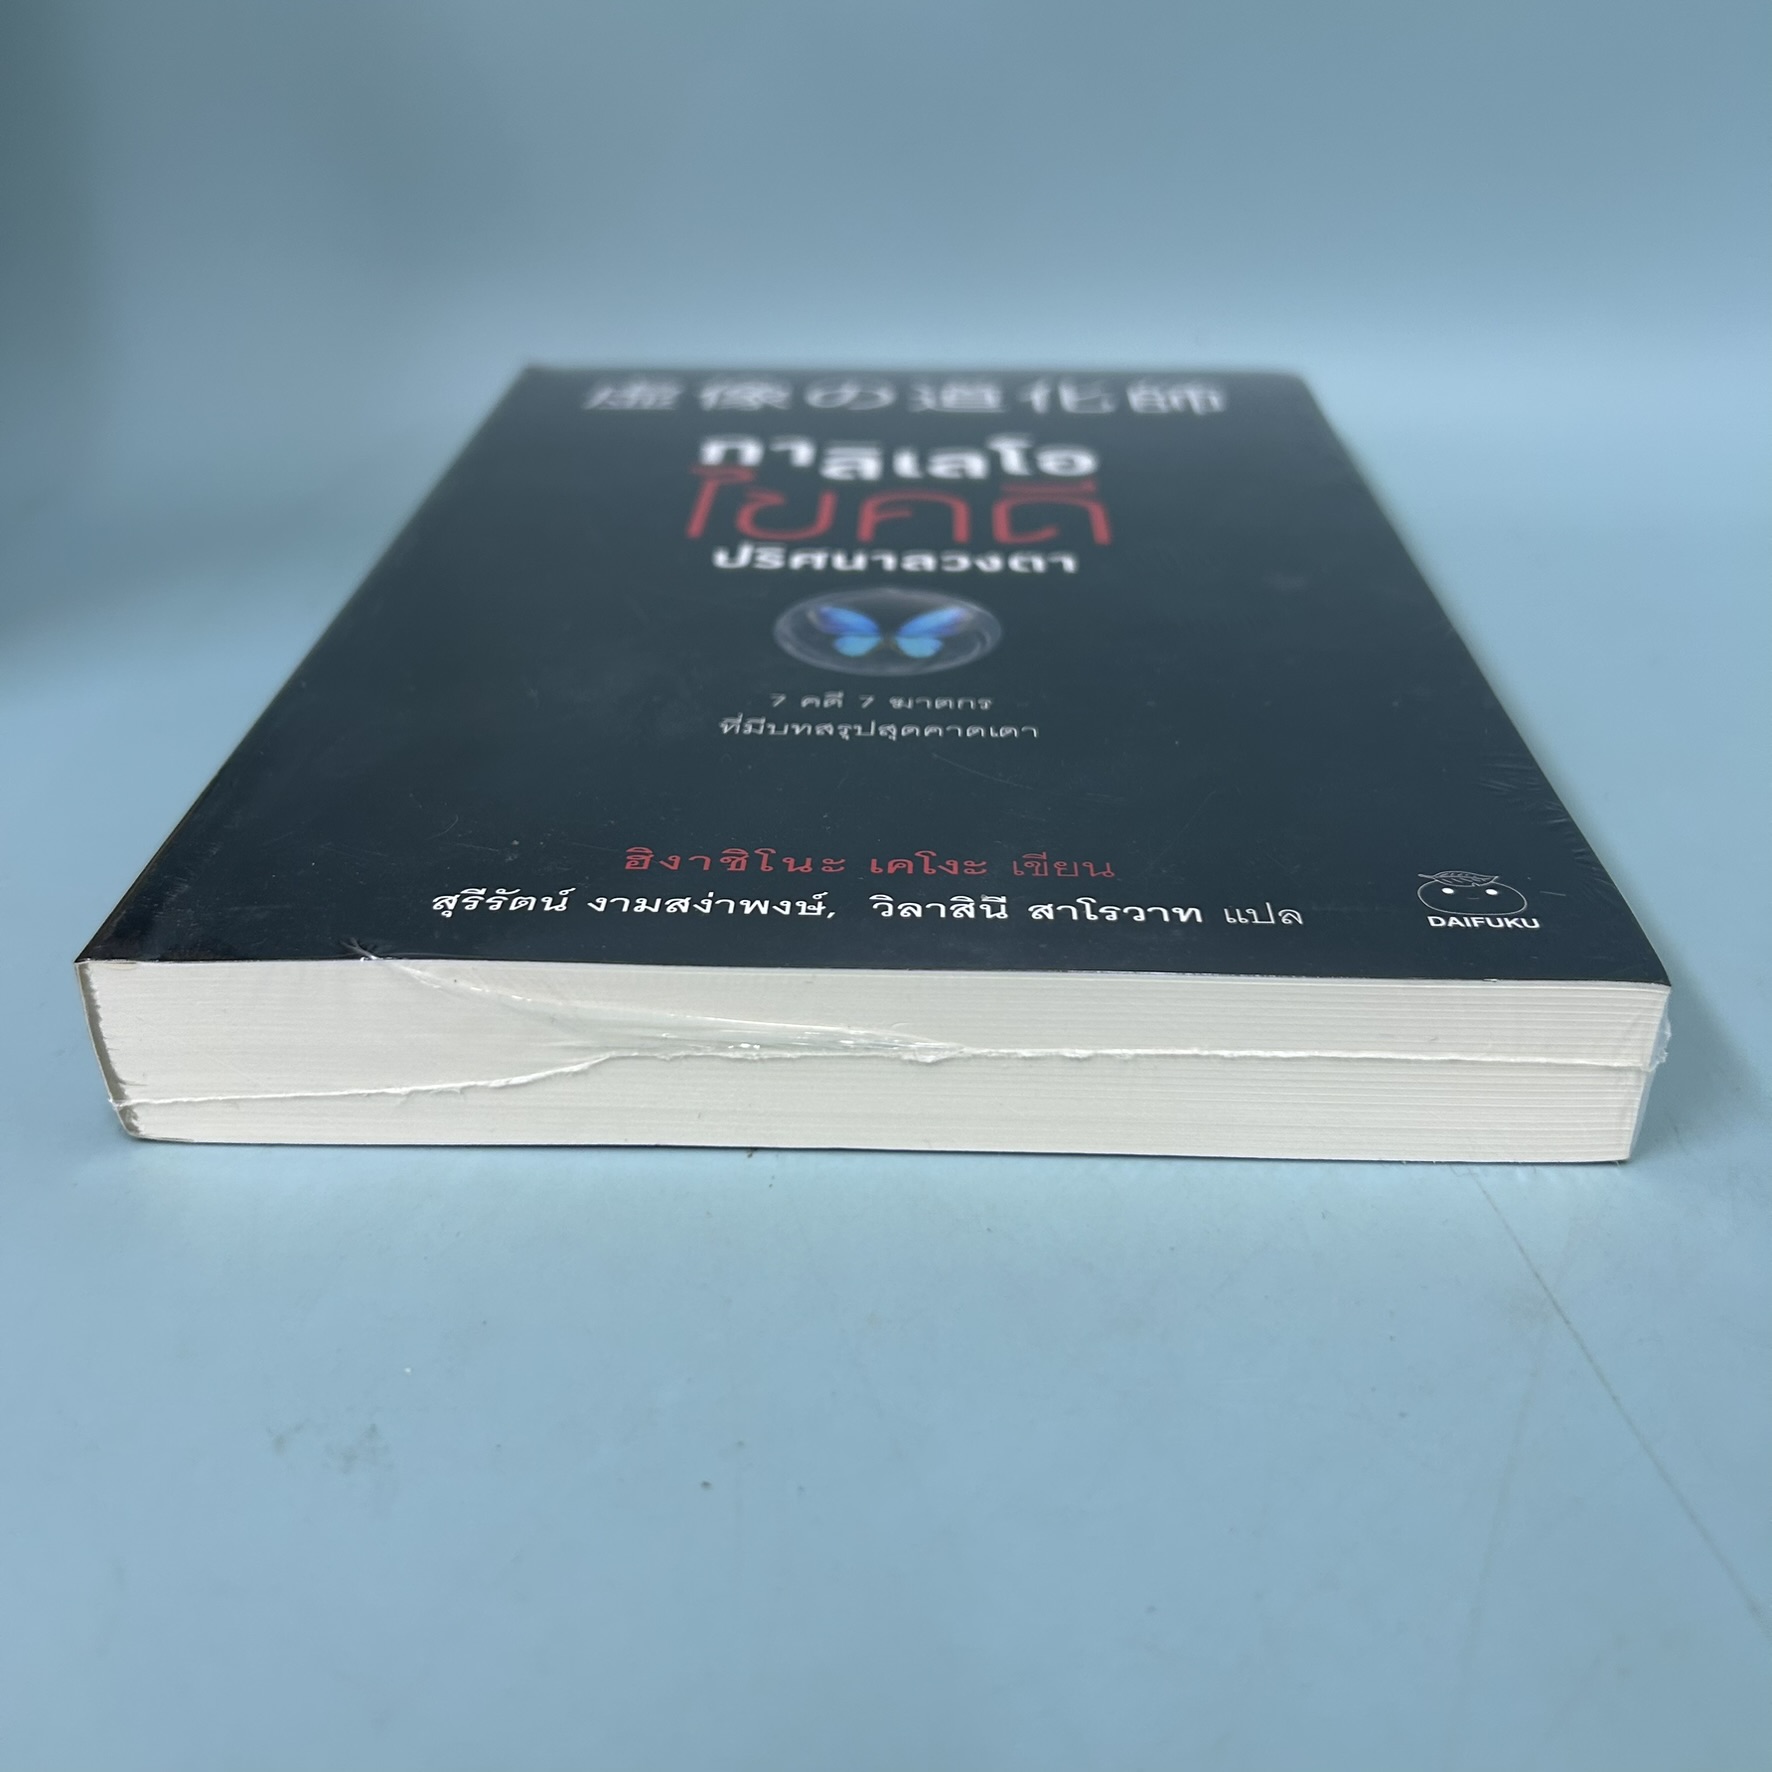 虚像の道化師
กาลิเลโอ
ไขคดี
ปริศนาลวงตา
7 คดี 7 ฆาตกร
ที่มีบทสรุปสุดคาดเดา
ฮิงาชิโนะ เคโงะ เขียน
สุรีรัตน์ งามสง่าพงษ์, วิลาสินี สาโรวาท แปล
DAIFUKU